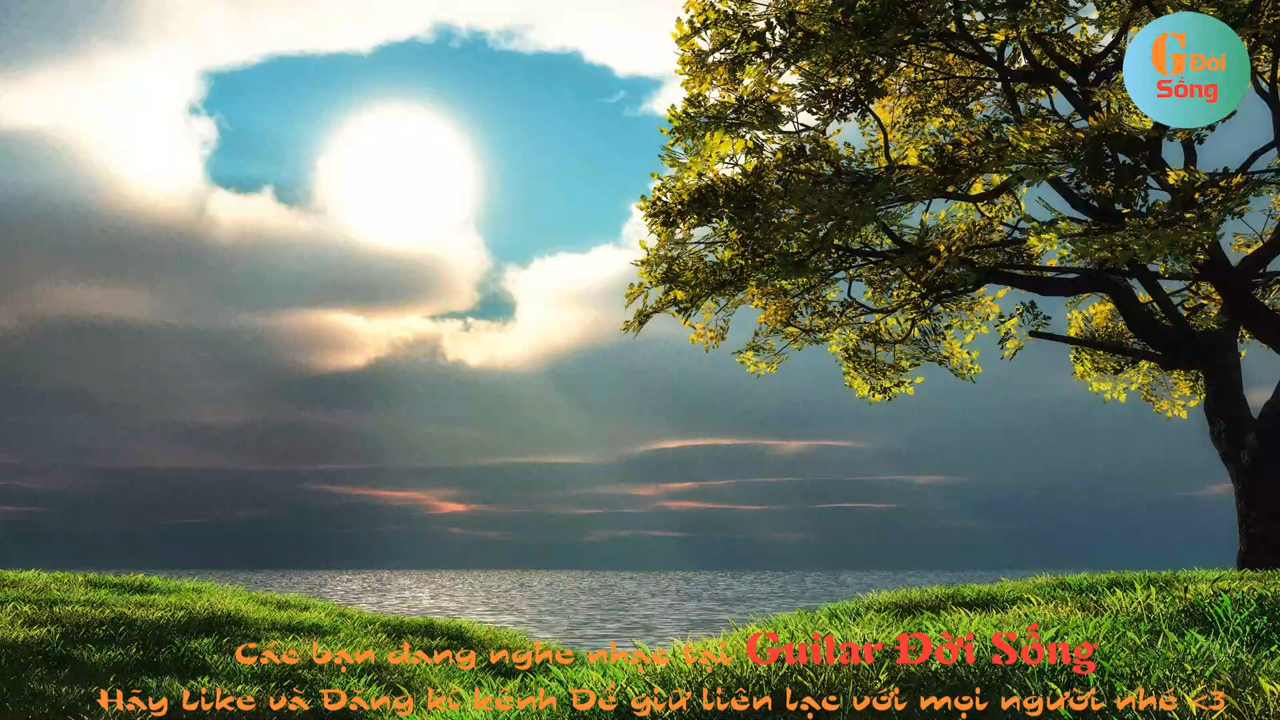 G Đời
Sống
Các bạn đang nghe nhạc tại Guitar Đời Sống
Hãy Like và Đăng kí kênh Để giữ liên lạc với mọi người nhé <3